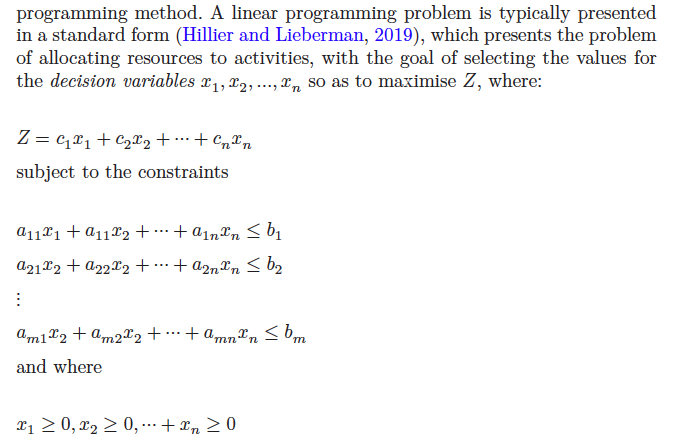 programming method. A linear programming problem is typically presented
in a standard form (Hillier and Lieberman, 2019), which presents the problem
of allocating resources to activities, with the goal of selecting the values for
the decision variables x₁, x₂, ..., xₙ so as to maximise Z, where:
Z = c₁x₁ + c₂x₂ + ⋯ + cₙxₙ
subject to the constraints
a₁₁x₁ + a₁₁x₂ + ⋯ + a₁ₙxₙ ≤ b₁
a₂₁x₂ + a₂₂x₂ + ⋯ + a₂ₙxₙ ≤ b₂
⋮
aₘ₁x₂ + aₘ₂x₂ + ⋯ + aₘₙxₙ ≤ bₘ
and where
x₁ ≥ 0, x₂ ≥ 0, ⋯ + xₙ ≥ 0